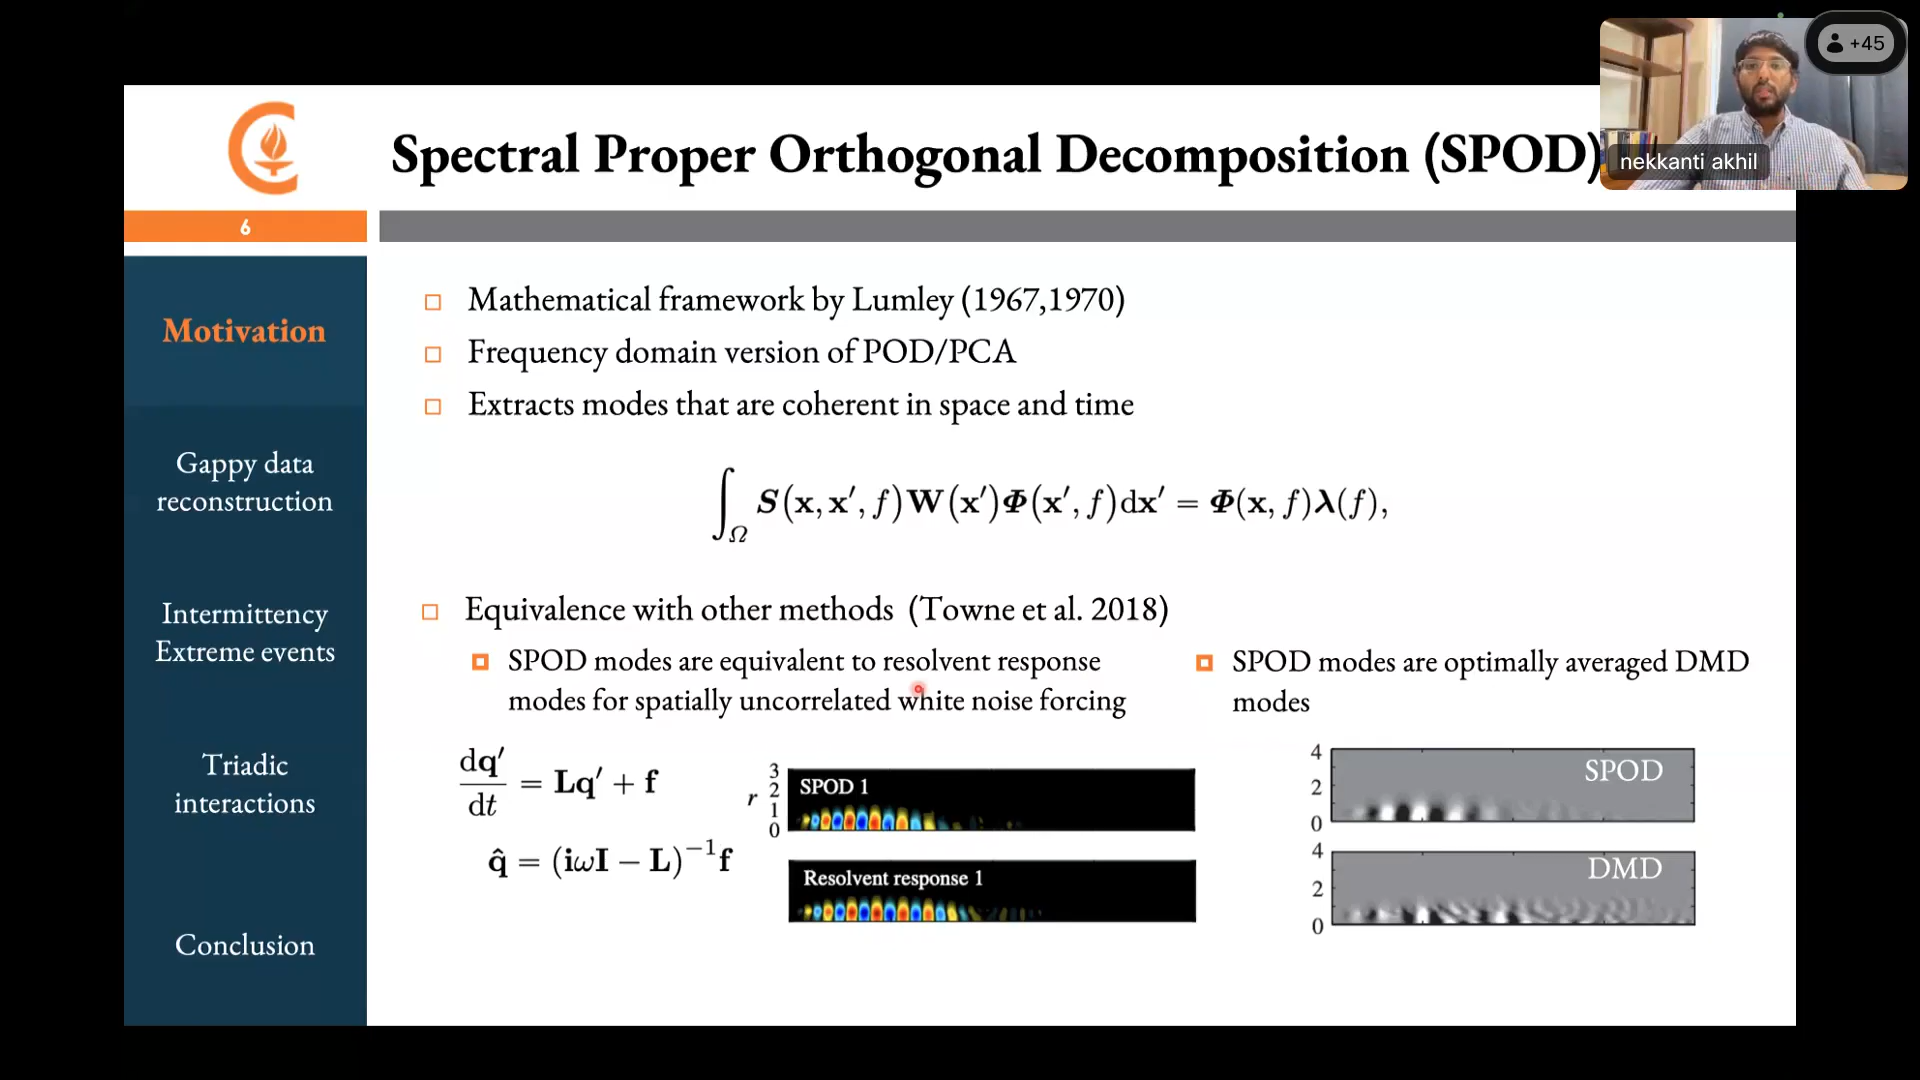 +45
nekkanti akhil
Spectral Proper Orthogonal Decomposition (SPOD)
6
Motivation
Gappy data
reconstruction
Intermittency
Extreme events
Triadic
interactions
Conclusion
Mathematical framework by Lumley (1967,1970)
Frequency domain version of POD/PCA
Extracts modes that are coherent in space and time
∫_Ω S(x, x′, f)W(x′)Φ(x′, f)dx′ = Φ(x, f)λ(f),
Equivalence with other methods (Towne et al. 2018)
SPOD modes are equivalent to resolvent response
modes for spatially uncorrelated white noise forcing
dq′/dt = Lq′ + f
q̂ = (iωI − L)⁻¹f
r
3
2
1
0
SPOD 1
Resolvent response 1
SPOD modes are optimally averaged DMD
modes
4
2
0
SPOD
4
2
0
DMD